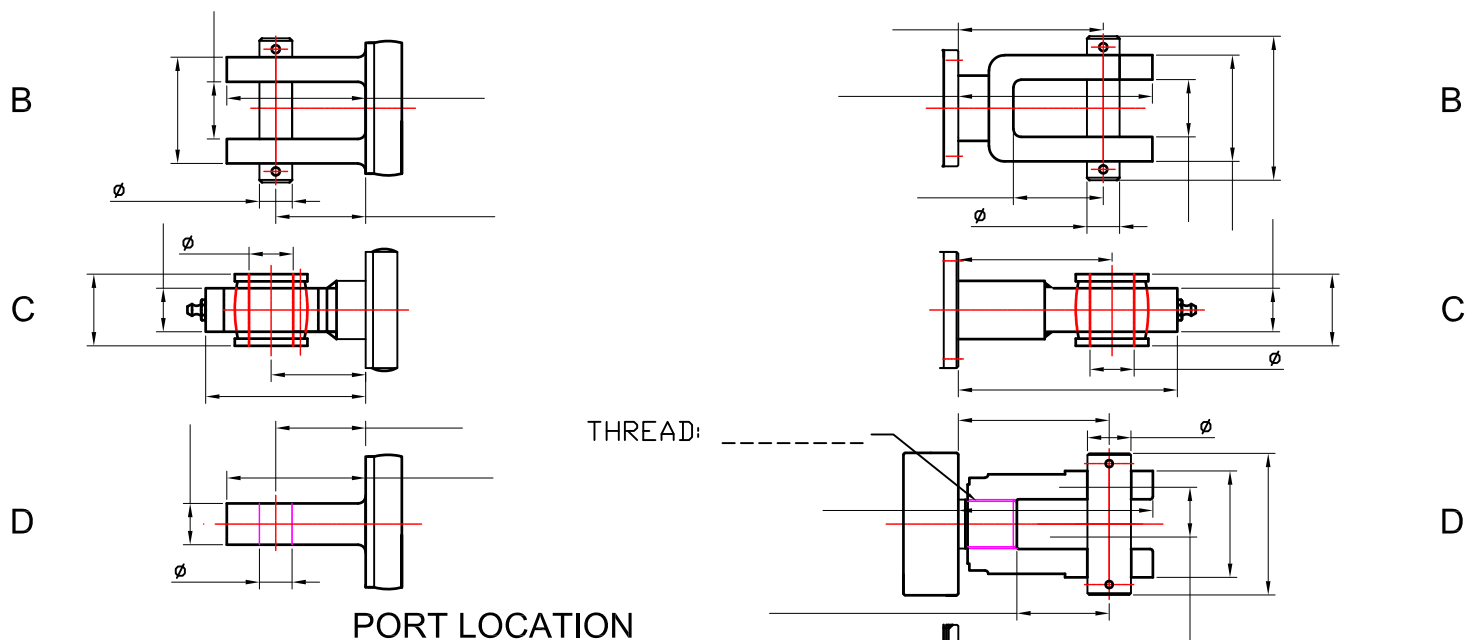 B
B
ø
ø
ø
C
C
ø
THREAD: _ _ _ _ _ _ _ _ _
ø
D
D
ø
PORT LOCATION